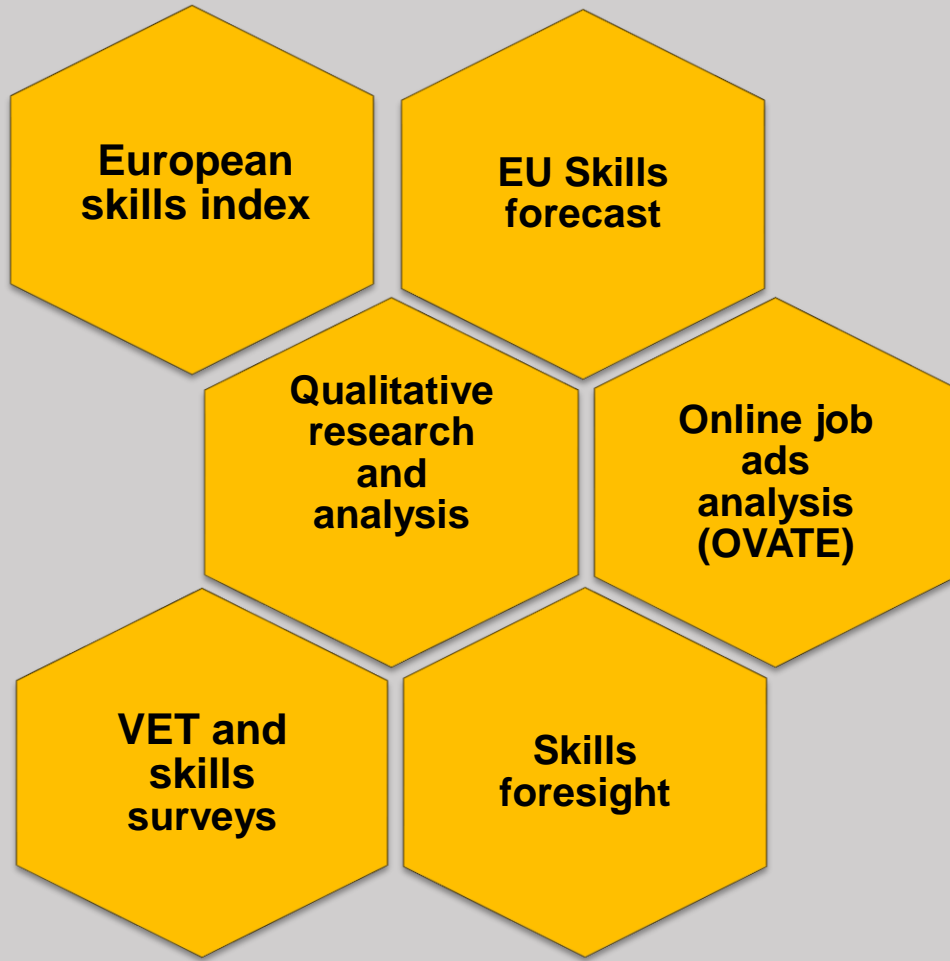 European
skills index
EU Skills
forecast
Qualitative
research
and
analysis
Online job
ads
analysis
(OVATE)
VET and
skills
surveys
Skills
foresight